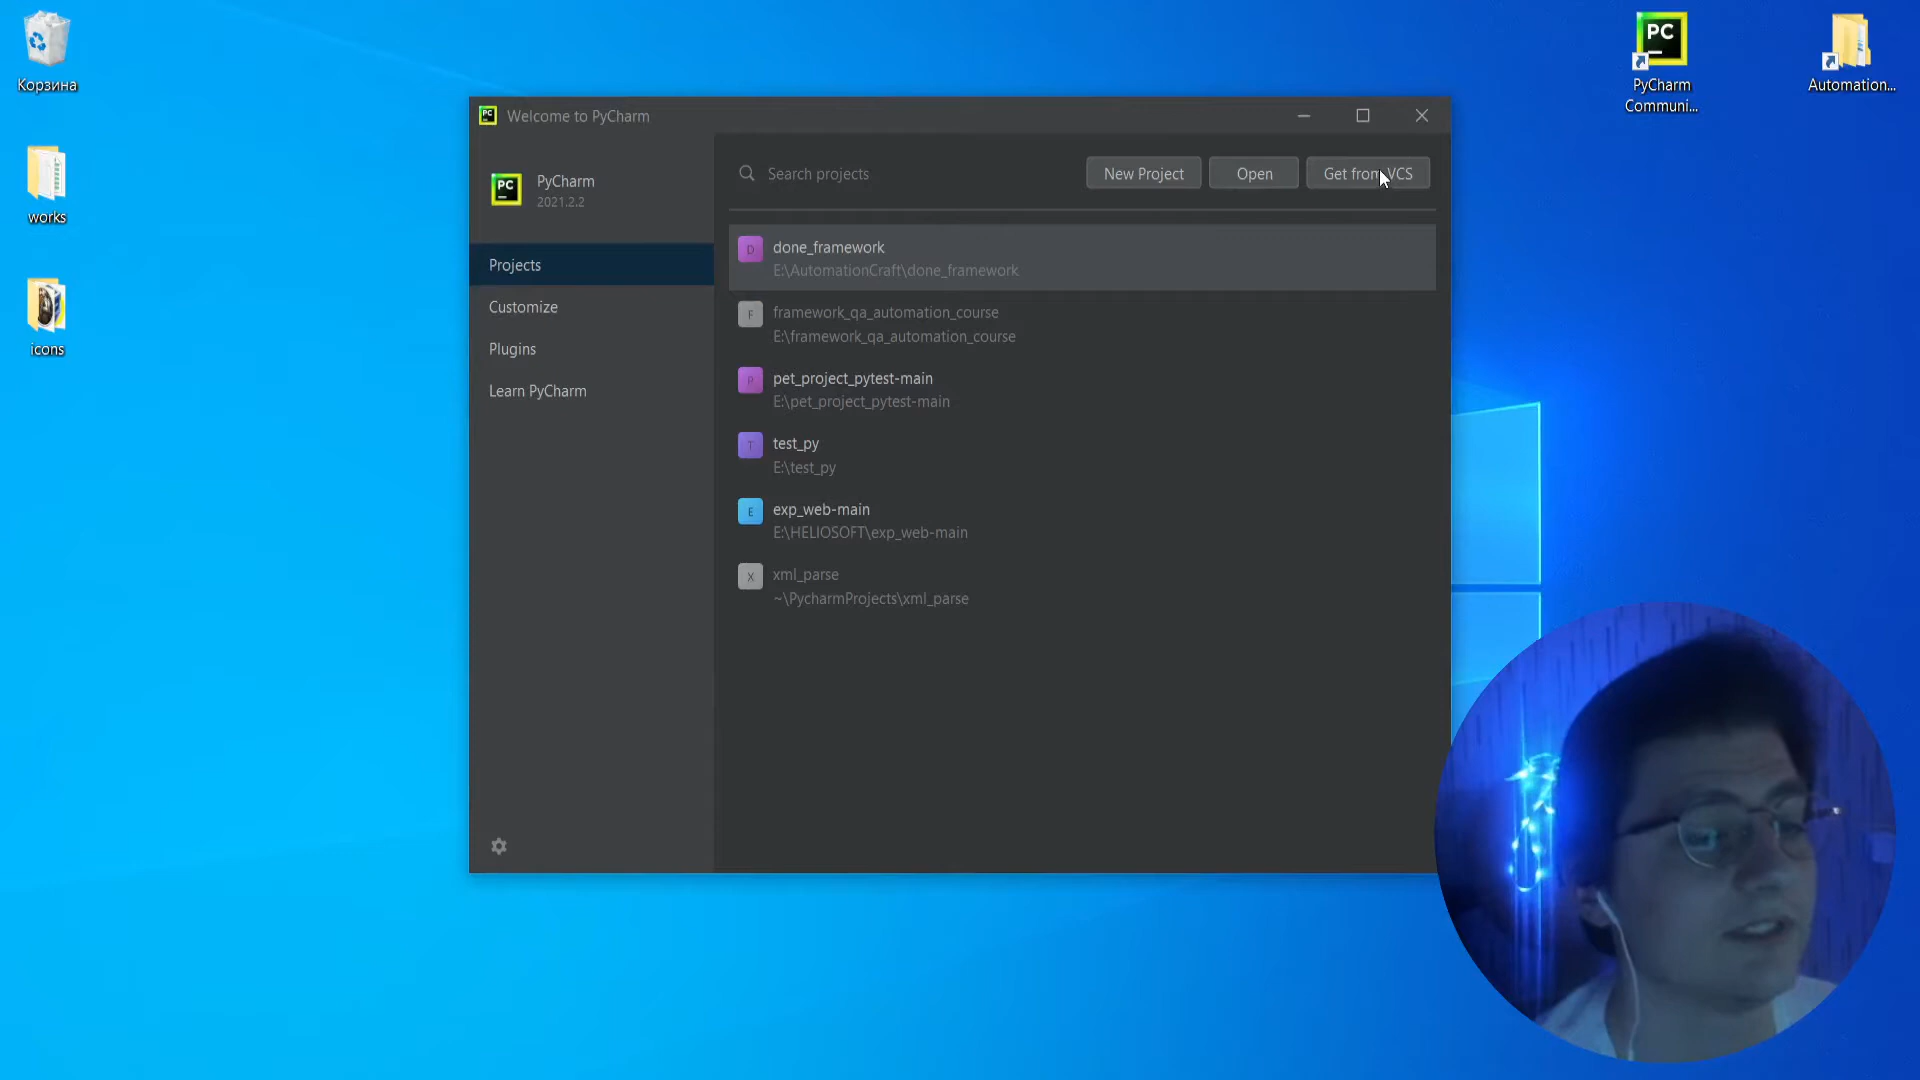 Корзина
works
icons
PyCharm
Communi...
Automation...
Welcome to PyCharm
PyCharm
2021.2.2
Projects
Customize
Plugins
Learn PyCharm
Search projects
New Project
Open
Get from VCS
done_framework
E:\AutomationCraft\done_framework
framework_qa_automation_course
E:\framework_qa_automation_course
pet_project_pytest-main
E:\pet_project_pytest-main
test_py
E:\test_py
exp_web-main
E:\HELIOSOFT\exp_web-main
xml_parse
~\PycharmProjects\xml_parse